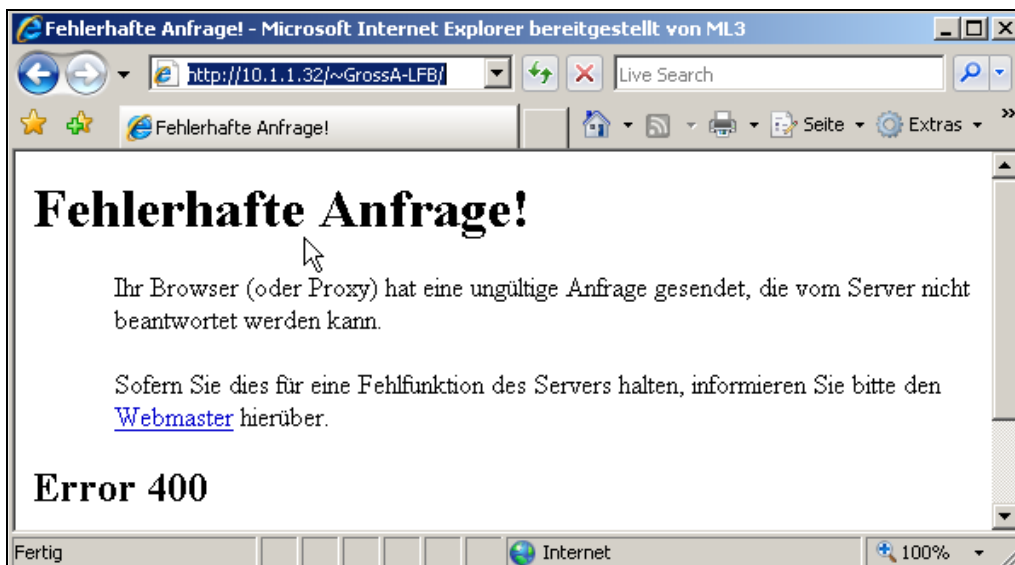 Fehlerhafte Anfrage! - Microsoft Internet Explorer bereitgestellt von ML3
http://10.1.1.32/~GrossA-LFB/
Live Search
Fehlerhafte Anfrage!
Seite
Extras
»
Fehlerhafte Anfrage!
Ihr Browser (oder Proxy) hat eine ungültige Anfrage gesendet, die vom Server nicht
beantwortet werden kann.
Sofern Sie dies für eine Fehlfunktion des Servers halten, informieren Sie bitte den
Webmaster hierüber.
Error 400
Fertig
Internet
100%